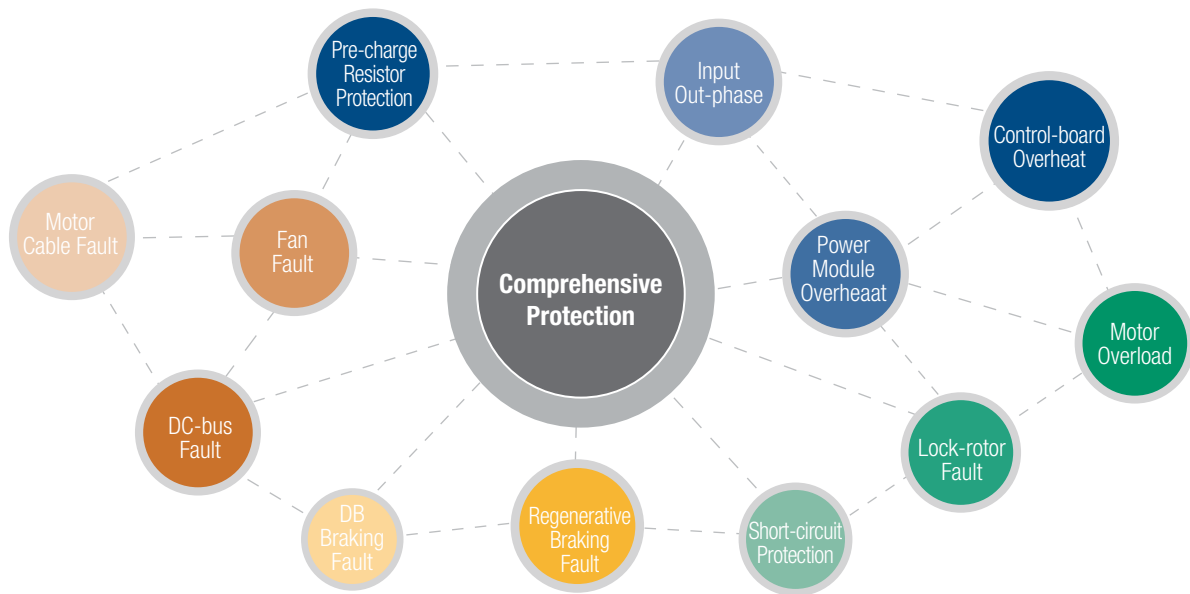 Pre-charge
Resistor
Protection
Input
Out-phase
Control-board
Overheat
Motor
Cable Fault
Fan
Fault
Comprehensive
Protection
Power
Module
Overheaat
Motor
Overload
DC-bus
Fault
Lock-rotor
Fault
DB
Braking
Fault
Regenerative
Braking
Fault
Short-circuit
Protection